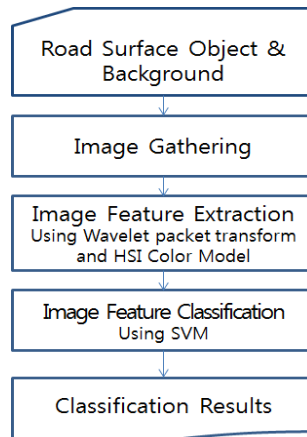 Road Surface Object &
Background
Image Gathering
Image Feature Extraction
Using Wavelet packet transform
and HSI Color Model
Image Feature Classification
Using SVM
Classification Results